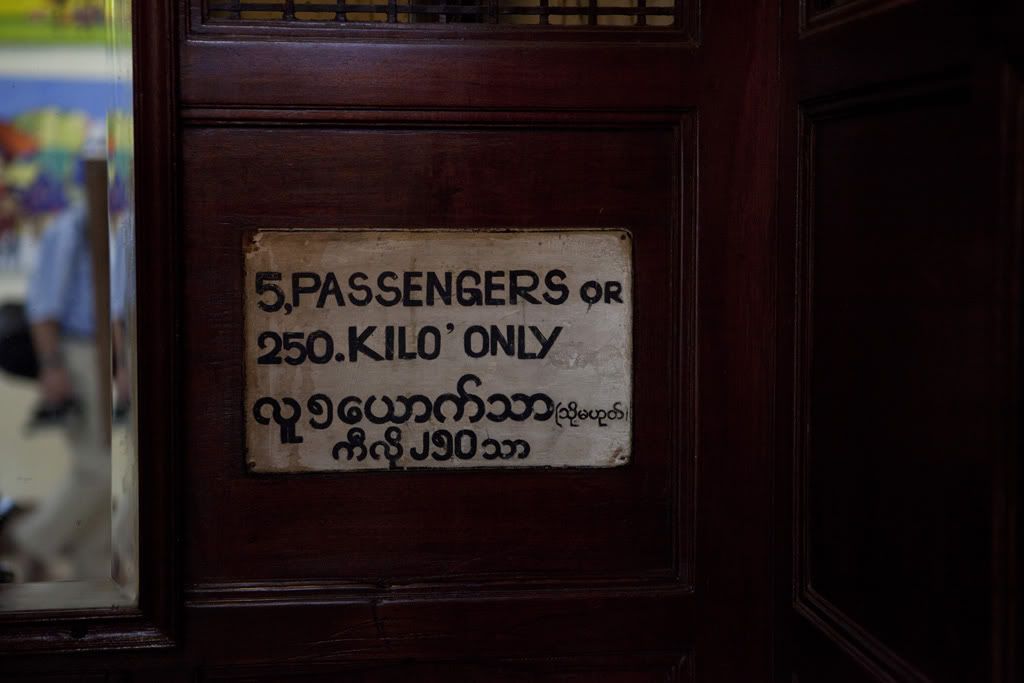 5,PASSENGERS OR
250.KILO' ONLY
လူ ၅ ယောက်သာ (သို့မဟုတ်)
ကီလို ၂၅၀ သာ